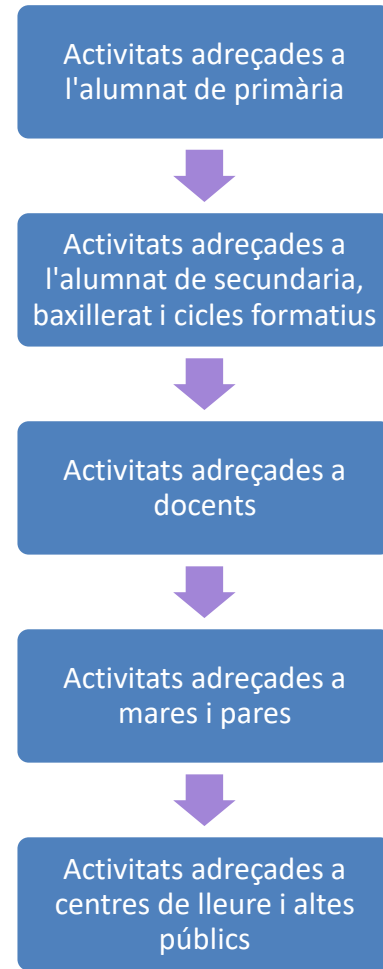 Activitats adreçades a
l'alumnat de primària
Activitats adreçades a
l'alumnat de secundaria,
baxillerat i cicles formatius
Activitats adreçades a
docents
Activitats adreçades a
mares i pares
Activitats adreçades a
centres de lleure i altes
públics